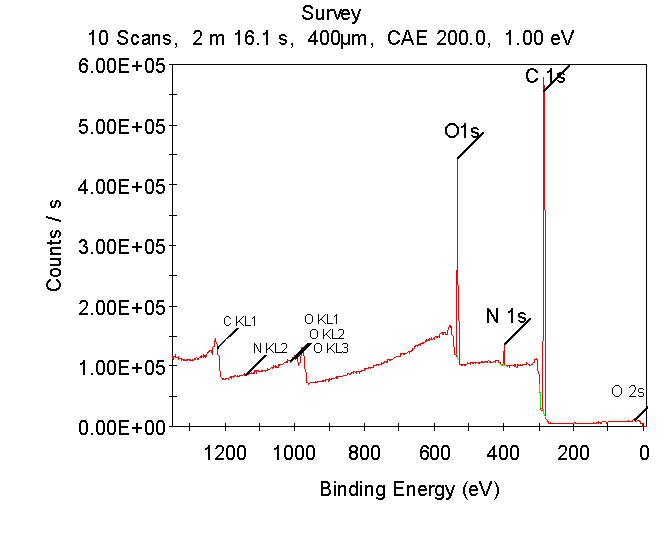 Survey
10 Scans, 2 m 16.1 s, 400µm, CAE 200.0, 1.00 eV
6.00E+05
5.00E+05
4.00E+05
3.00E+05
2.00E+05
1.00E+05
0.00E+00
Counts / s
C 1s
O1s
N 1s
C KL1
N KL2
O KL1
O KL2
O KL3
O 2s
1200
1000
800
600
400
200
0
Binding Energy (eV)